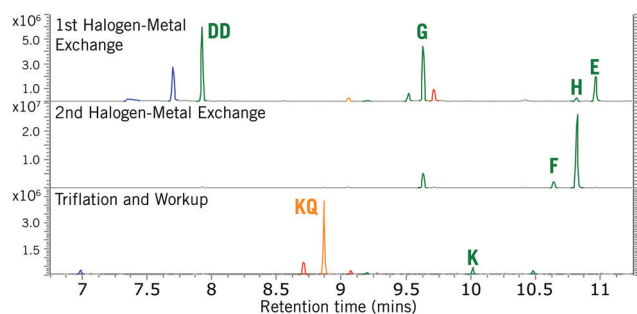 x10⁶
1st Halogen-Metal
Exchange
DD
G
H
E
5.0
3.0
1.0
x10⁷
2nd Halogen-Metal Exchange
F
2.0
1.0
x10⁶
Triflation and Workup
KQ
K
3.0
1.5
7 7.5 8 8.5 9 9.5 10 10.5 11
Retention time (mins)